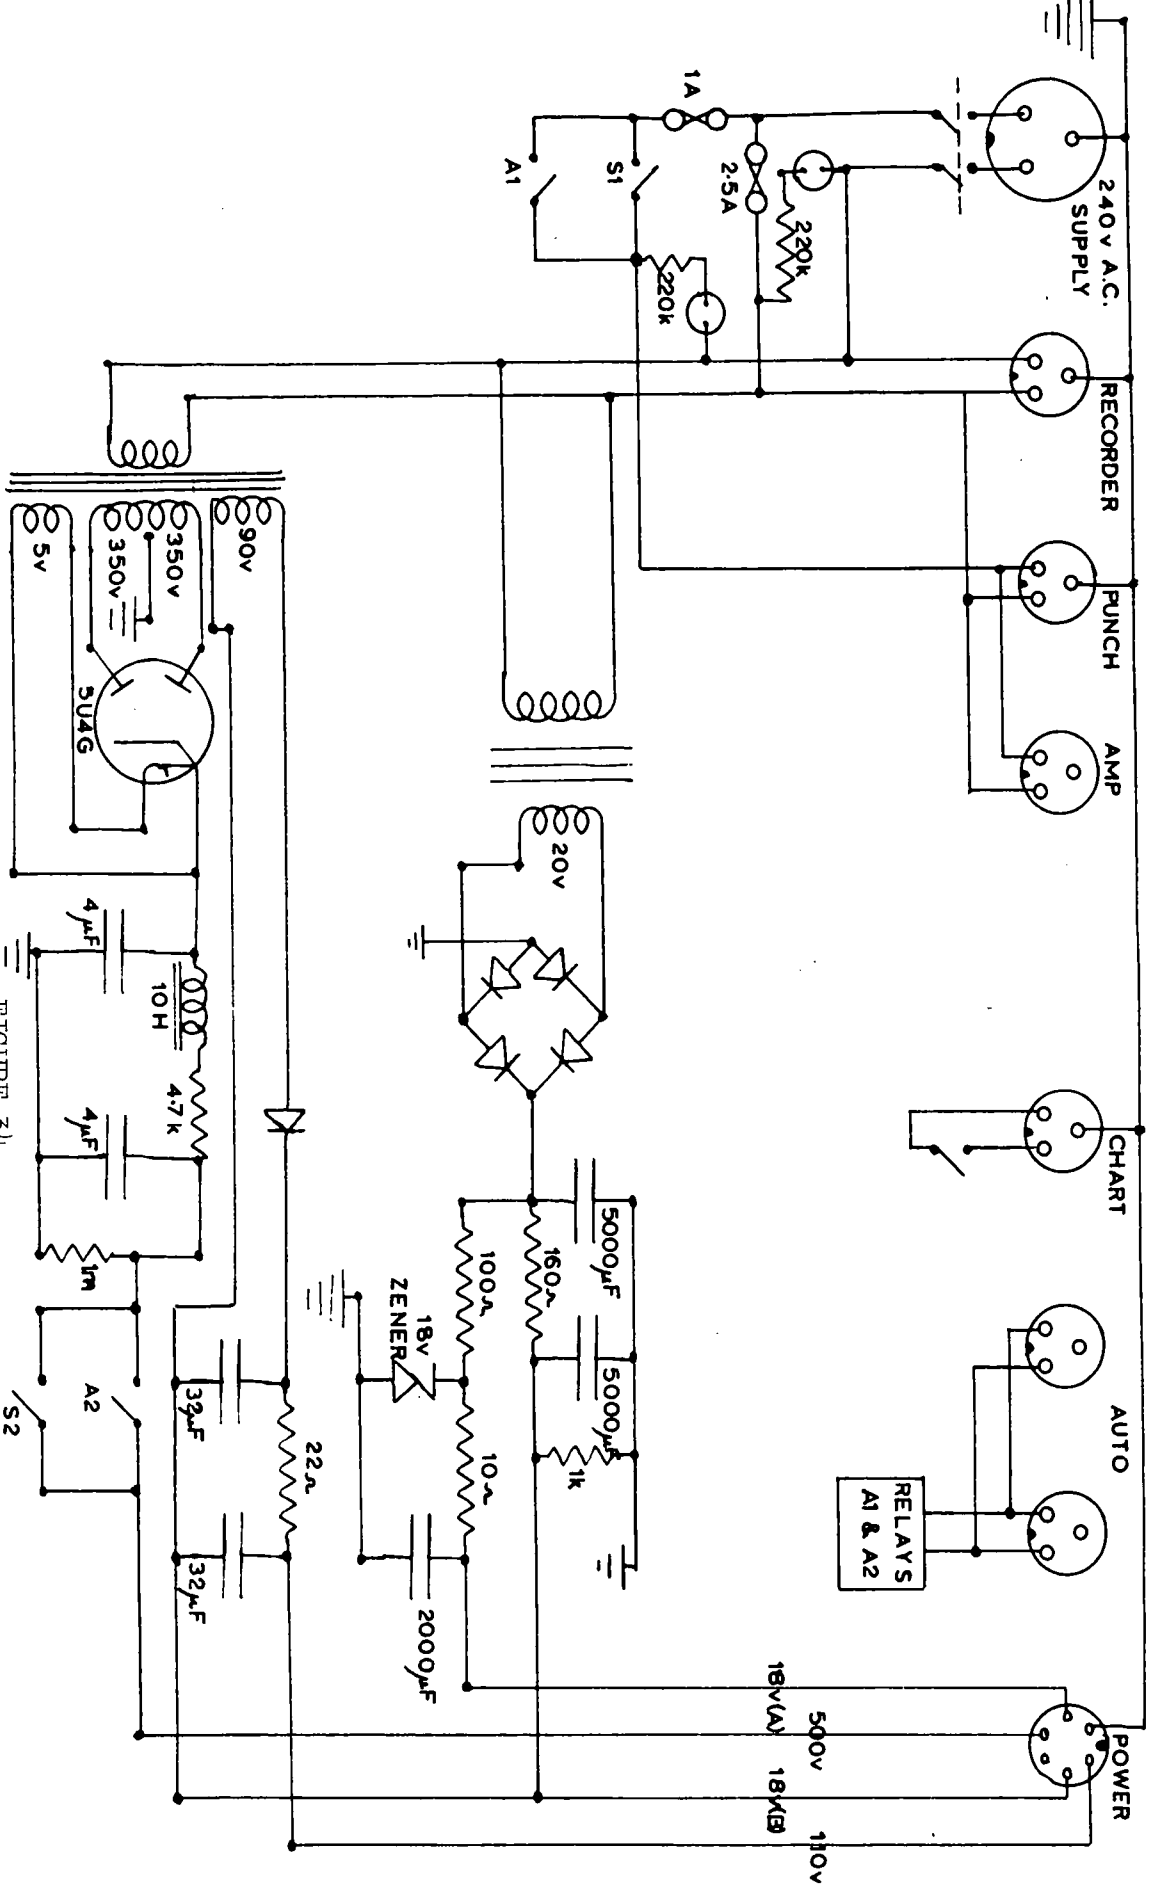 240v A.C.
SUPPLY
RECORDER
PUNCH
AMP
CHART
AUTO
RELAYS
A1 & A2
POWER
1A
2·5A
220k
S1
220k
A1
20v
5000µF
5000µF
160Ω
1k
100Ω
10Ω
18v
ZENER
2000µF
18v(A)
500v
18v(B)
110v
90v
350v
350v
5v
5U4G
22Ω
32µF
32µF
10H
4·7k
4µF
4µF
1m
A2
S2
FIGURE 34